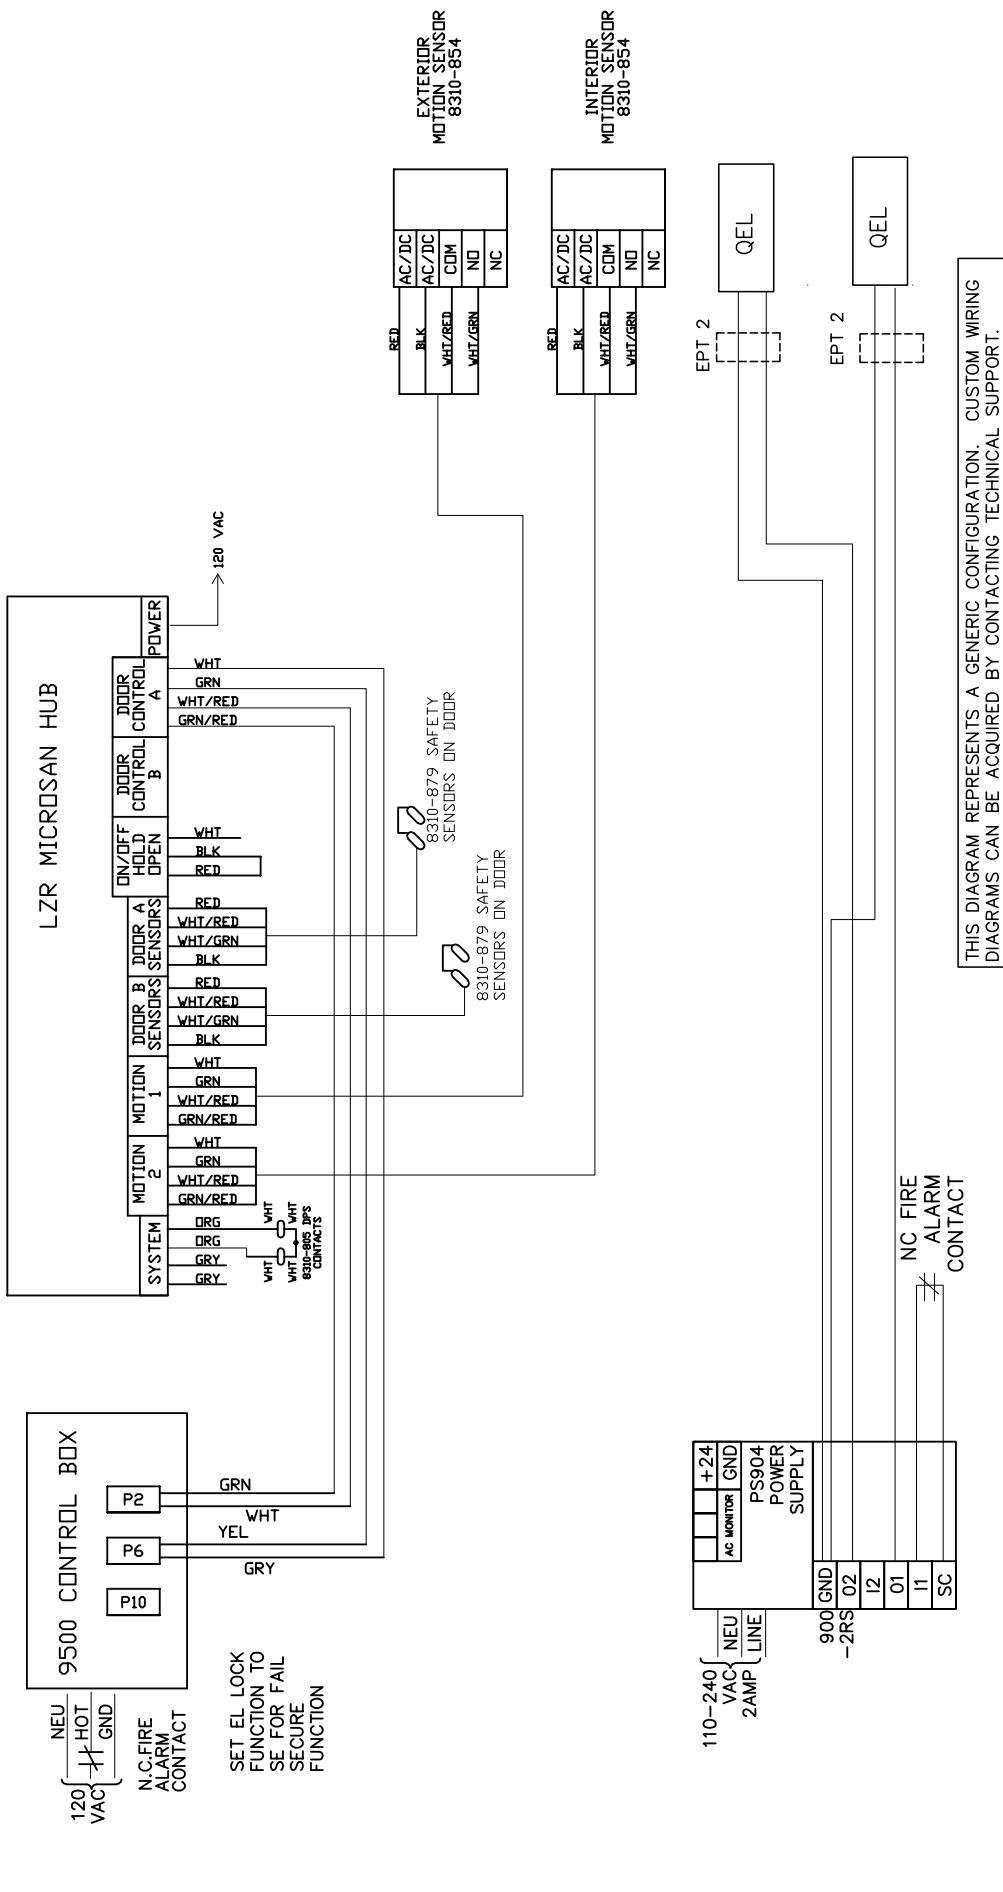 EXTERIOR
MOTION SENSOR
8310-854
INTERIOR
MOTION SENSOR
8310-854
AC/DC
AC/DC
COM
NO
NC
RED
BLK
WHT/RED
WHT/GRN
AC/DC
AC/DC
COM
NO
NC
RED
BLK
WHT/RED
WHT/GRN
QEL
EPT 2
QEL
EPT 2
THIS DIAGRAM REPRESENTS A GENERIC CONFIGURATION. CUSTOM WIRING
DIAGRAMS CAN BE ACQUIRED BY CONTACTING TECHNICAL SUPPORT.
LZR MICROSAN HUB
POWER
120 VAC
DOOR
CONTROL
A
WHT
GRN
WHT/RED
GRN/RED
DOOR
CONTROL
B
ON/OFF
HOLD
OPEN
WHT
BLK
RED
DOOR A
SENSORS
RED
WHT/RED
WHT/GRN
BLK
8310-879 SAFETY
SENSORS ON DOOR
DOOR B
SENSORS
RED
WHT/RED
WHT/GRN
BLK
8310-879 SAFETY
SENSORS ON DOOR
MOTION
1
WHT
GRN
WHT/RED
GRN/RED
MOTION
2
WHT
GRN
WHT/RED
GRN/RED
SYSTEM
ORG
ORG
GRY
GRY
WHT
WHT
WHT
WHT
8310-805 DPS
CONTACTS
9500 CONTROL BOX
P2
P6
P10
GRN
WHT
YEL
GRY
NEU
HOT
GND
120
VAC
N.C.FIRE
ALARM
CONTACT
SET EL LOCK
FUNCTION TO
SE FOR FAIL
SECURE
FUNCTION
NC FIRE
ALARM
CONTACT
+24
GND
AC MONITOR
PS904
POWER
SUPPLY
900
-2RS
GND
O2
I2
O1
I1
SC
NEU
LINE
110-240
VAC
2AMP